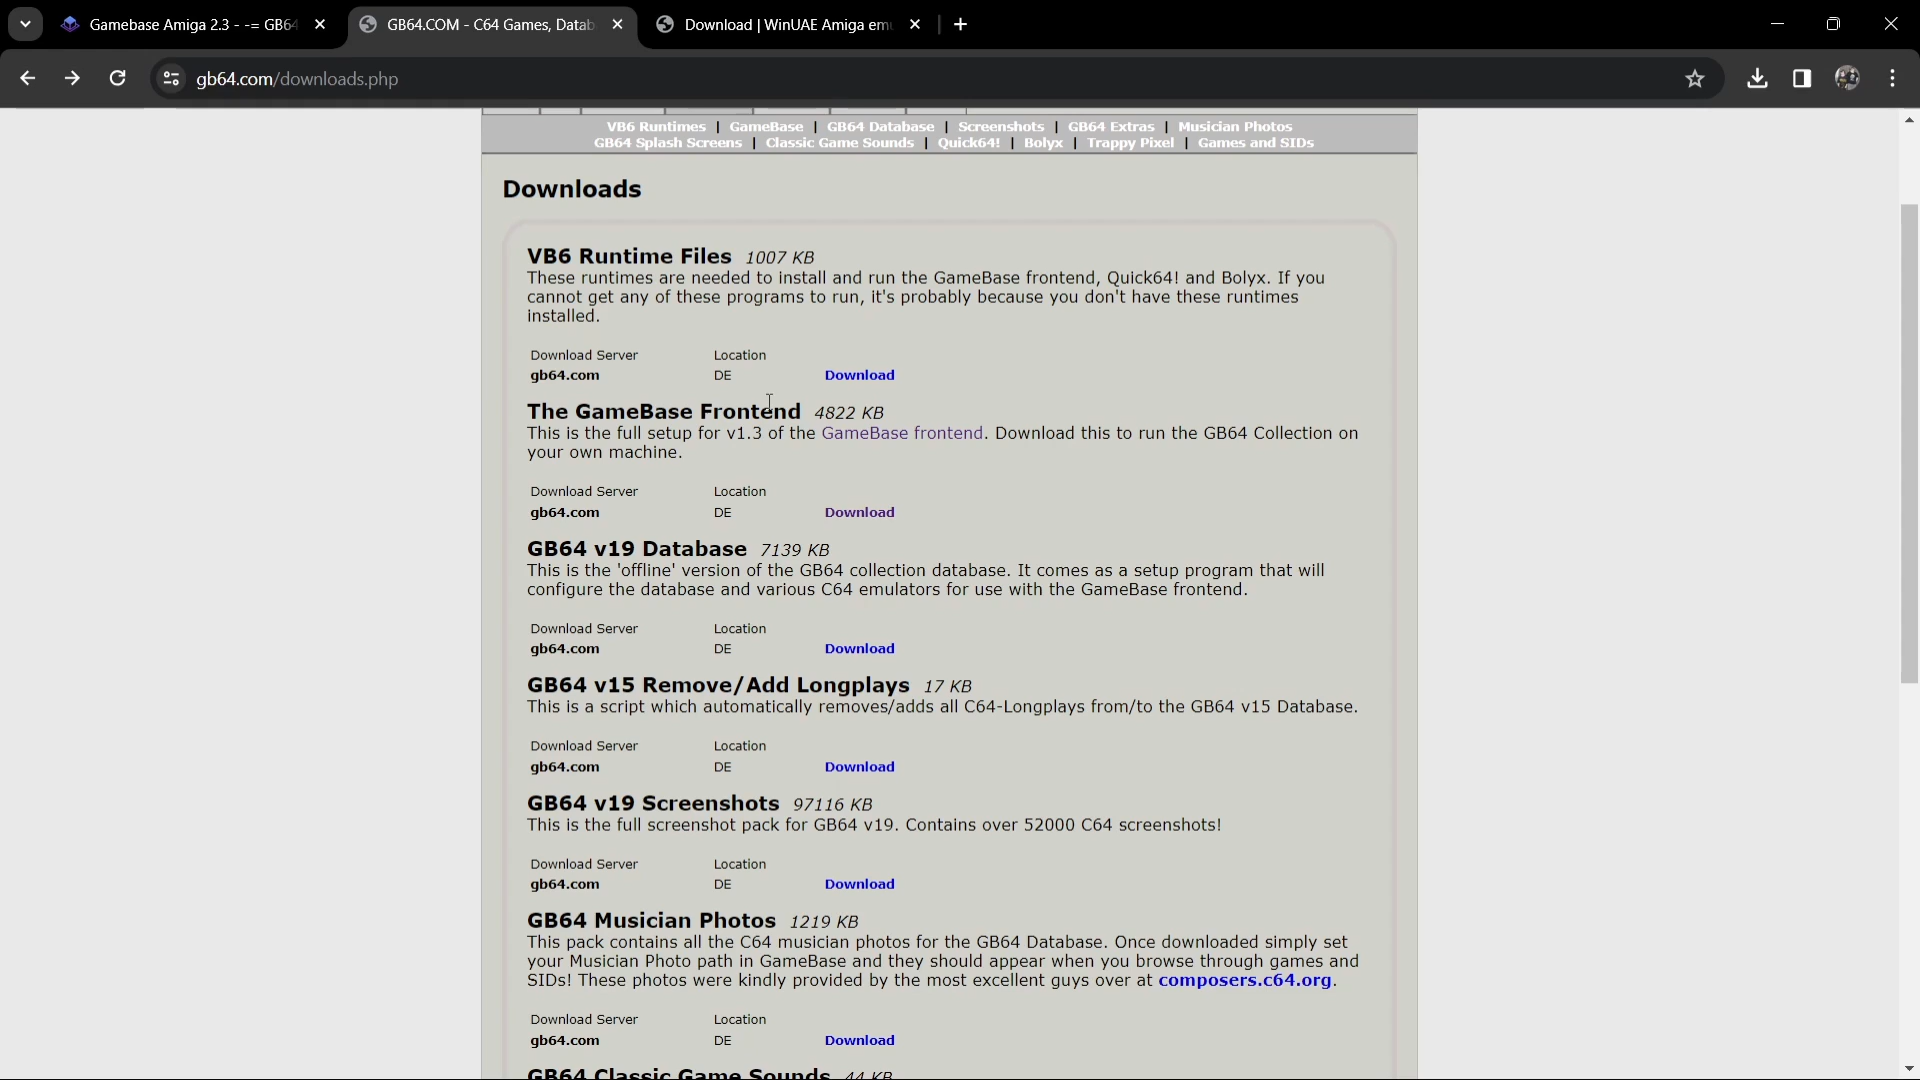 Gamebase Amiga 2.3 - -= GB64
GB64.COM - C64 Games, Datab
Download | WinUAE Amiga em
gb64.com/downloads.php
VB6 Runtimes | GameBase | GB64 Database | Screenshots | GB64 Extras | Musician Photos
GB64 Splash Screens | Classic Game Sounds | Quick64! | Bolyx | Trappy Pixel | Games and SIDs
Downloads
VB6 Runtime Files 1007 KB
These runtimes are needed to install and run the GameBase frontend, Quick64! and Bolyx. If you
cannot get any of these programs to run, it's probably because you don't have these runtimes
installed.
Download Server Location
gb64.com DE Download
The GameBase Frontend 4822 KB
This is the full setup for v1.3 of the GameBase frontend. Download this to run the GB64 Collection on
your own machine.
Download Server Location
gb64.com DE Download
GB64 v19 Database 7139 KB
This is the 'offline' version of the GB64 collection database. It comes as a setup program that will
configure the database and various C64 emulators for use with the GameBase frontend.
Download Server Location
gb64.com DE Download
GB64 v15 Remove/Add Longplays 17 KB
This is a script which automatically removes/adds all C64-Longplays from/to the GB64 v15 Database.
Download Server Location
gb64.com DE Download
GB64 v19 Screenshots 97116 KB
This is the full screenshot pack for GB64 v19. Contains over 52000 C64 screenshots!
Download Server Location
gb64.com DE Download
GB64 Musician Photos 1219 KB
This pack contains all the C64 musician photos for the GB64 Database. Once downloaded simply set
your Musician Photo path in GameBase and they should appear when you browse through games and
SIDs! These photos were kindly provided by the most excellent guys over at composers.c64.org.
Download Server Location
gb64.com DE Download
GB64 Classic Game Sounds 44 KB